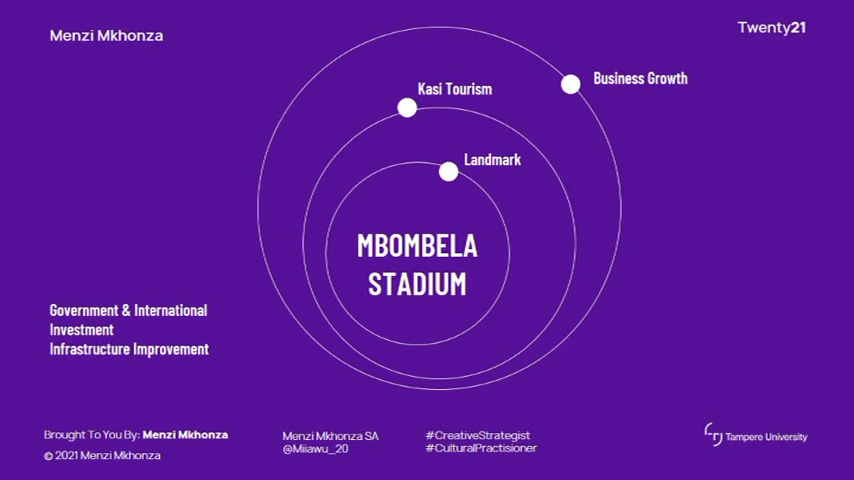 Menzi Mkhonza
Twenty21
Business Growth
Kasi Tourism
Landmark
MBOMBELA
STADIUM
Government & International
Investment
Infrastructure Improvement
Brought To You By: Menzi Mkhonza
© 2021 Menzi Mkhonza
Menzi Mkhonza SA
@Miiawu_20
#CreativeStrategist
#CulturalPractisioner
Tampere University